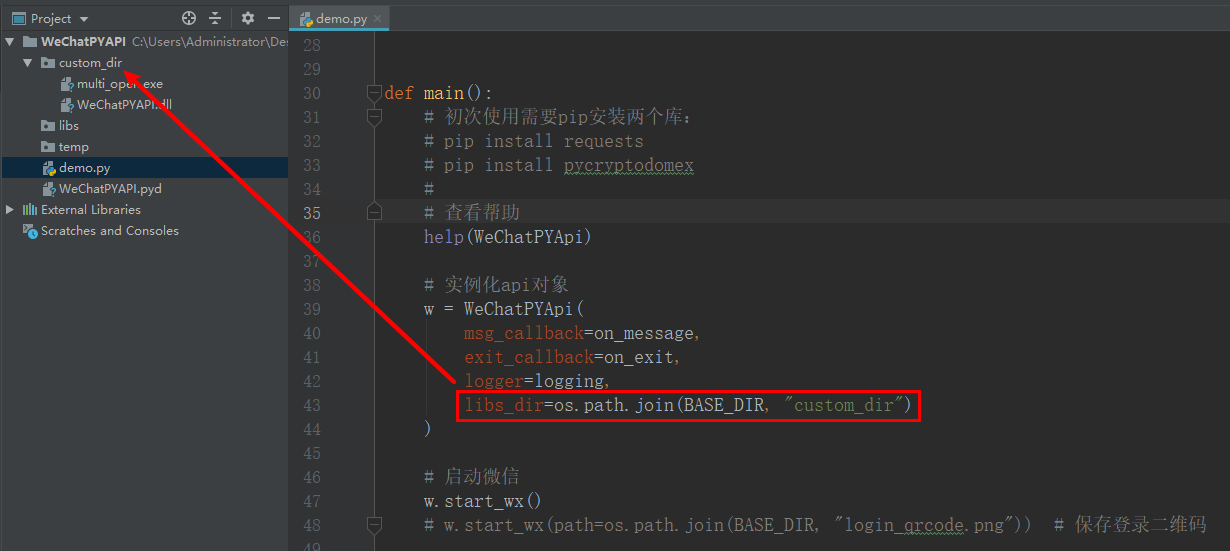 Project
WeChatPYAPI C:\Users\Administrator\Des
custom_dir
multi_open.exe
WeChatPYAPI.dll
libs
temp
demo.py
WeChatPYAPI.pyd
External Libraries
Scratches and Consoles
demo.py
28
29
30 def main():
31 # 初次使用需要pip安装两个库:
32 # pip install requests
33 # pip install pycryptodomex
34 #
35 # 查看帮助
36 help(WeChatPYApi)
37
38 # 实例化api对象
39 w = WeChatPYApi(
40 msg_callback=on_message,
41 exit_callback=on_exit,
42 logger=logging,
43 libs_dir=os.path.join(BASE_DIR, "custom_dir")
44 )
45
46 # 启动微信
47 w.start_wx()
48 # w.start_wx(path=os.path.join(BASE_DIR, "login_qrcode.png")) # 保存登录二维码
49